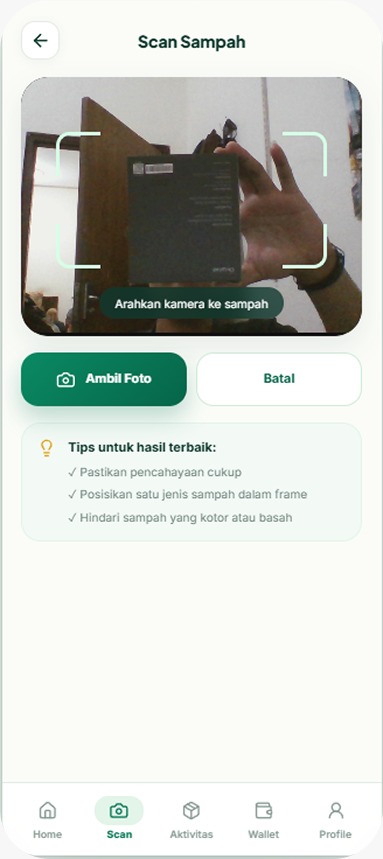 Scan Sampah
Arahkan kamera ke sampah
Ambil Foto
Batal
Tips untuk hasil terbaik:
✓ Pastikan pencahayaan cukup
✓ Posisikan satu jenis sampah dalam frame
✓ Hindari sampah yang kotor atau basah
Home
Scan
Aktivitas
Wallet
Profile